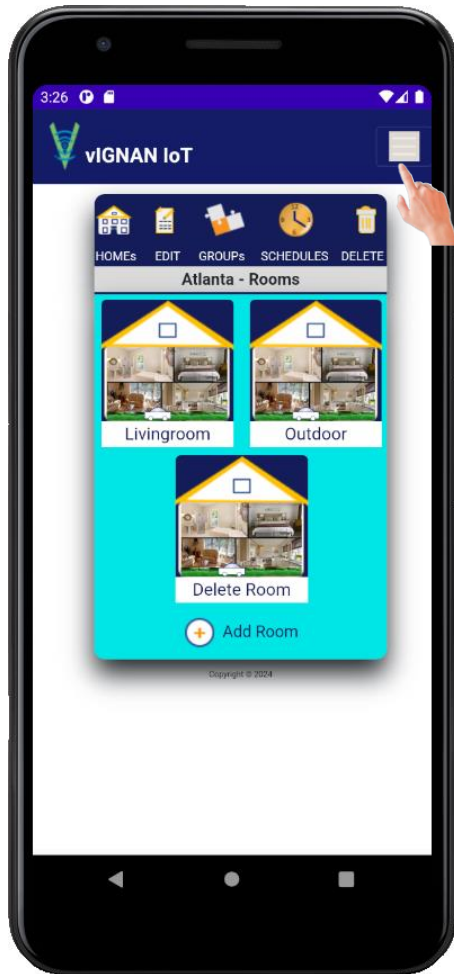 3:26
vIGNAN IoT
HOMEs EDIT GROUPs SCHEDULES DELETE
Atlanta - Rooms
Livingroom Outdoor
Delete Room
Add Room
Copyright © 2024